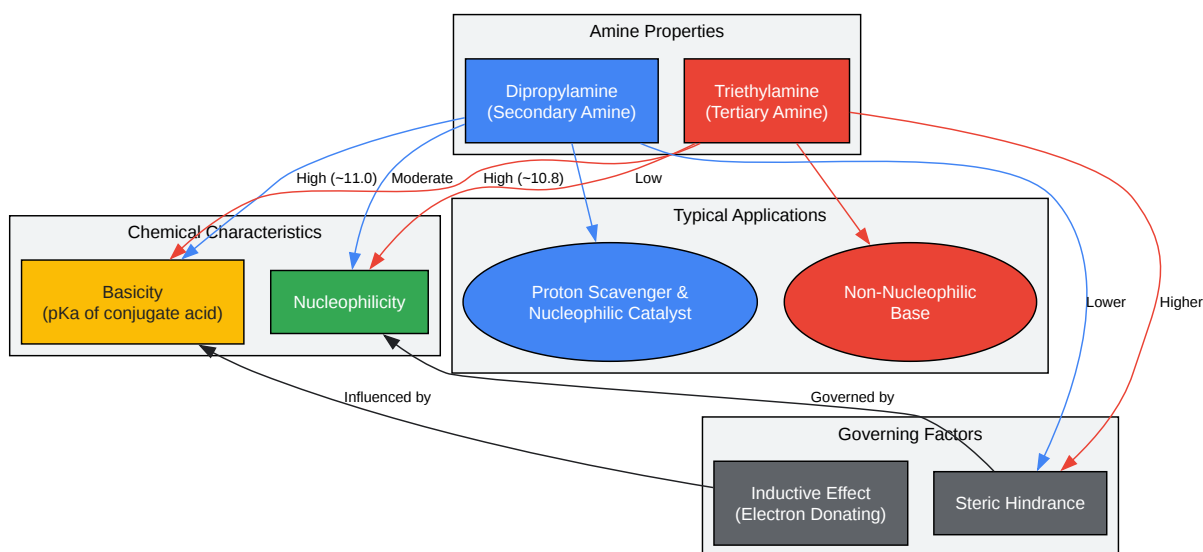 Amine Properties
Dipropylamine
(Secondary Amine)
Triethylamine
(Tertiary Amine)
High (~11.0)
Moderate
High (~10.8)
Low
Typical Applications
Chemical Characteristics
Basicity
(pKa of conjugate acid)
Nucleophilicity
Proton Scavenger &
Nucleophilic Catalyst
Non-Nucleophilic
Base
Lower
Higher
Influenced by
Governed by
Governing Factors
Inductive Effect
(Electron Donating)
Steric Hindrance